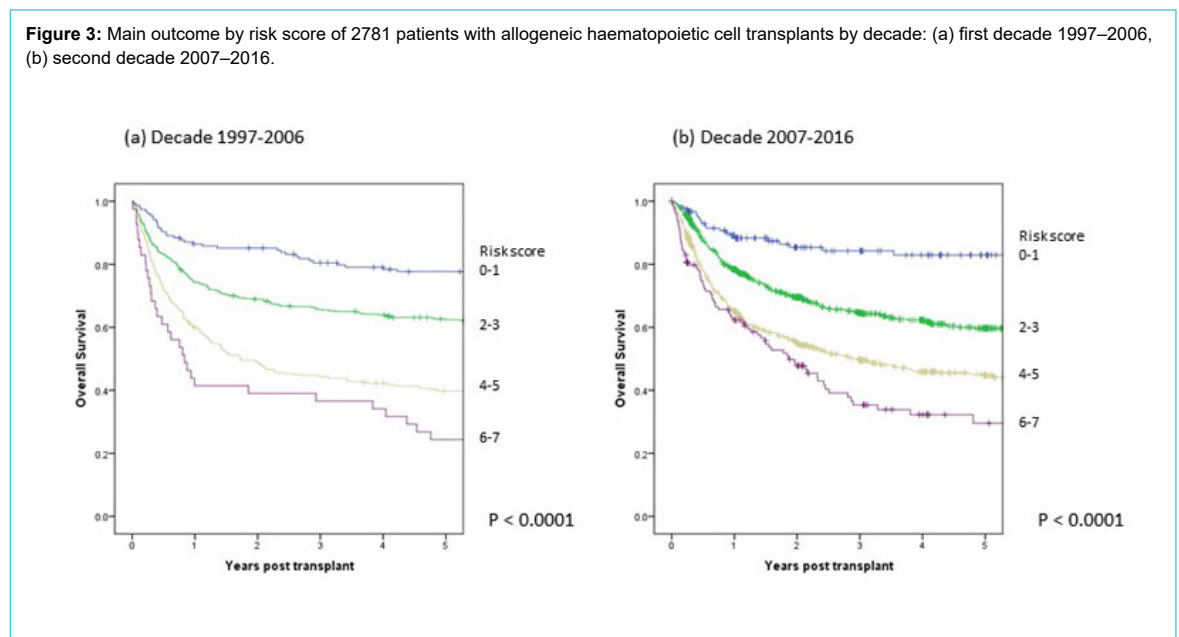 Figure 3: Main outcome by risk score of 2781 patients with allogeneic haematopoietic cell transplants by decade: (a) first decade 1997–2006,
(b) second decade 2007–2016.
(a) Decade 1997-2006
1.0
0.8
0.6
0.4
0.2
0.0
Overall Survival
0 1 2 3 4 5
Years post transplant
Riskscore
0-1
2-3
4-5
6-7
P < 0.0001
(b) Decade 2007-2016
1.0
0.8
0.6
0.4
0.2
0.0
Overall Survival
0 1 2 3 4 5
Years post transplant
Riskscore
0-1
2-3
4-5
6-7
P < 0.0001